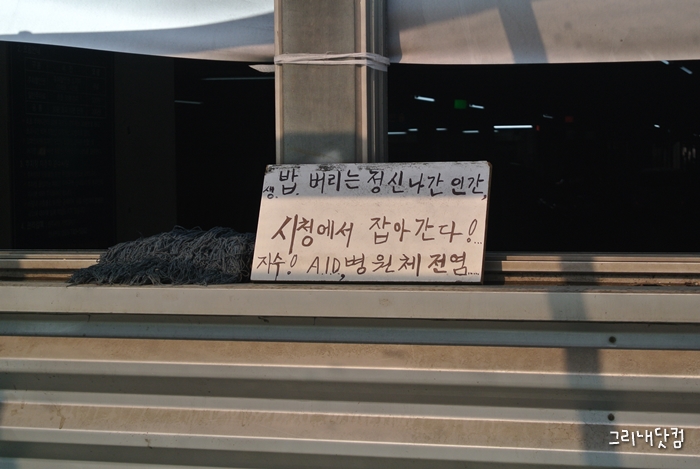 생.밥. 버리는 정신나간 인간,
시청에서 잡아간다!...
자수! A.I.D, 병원체 전염....
그리내닷컴